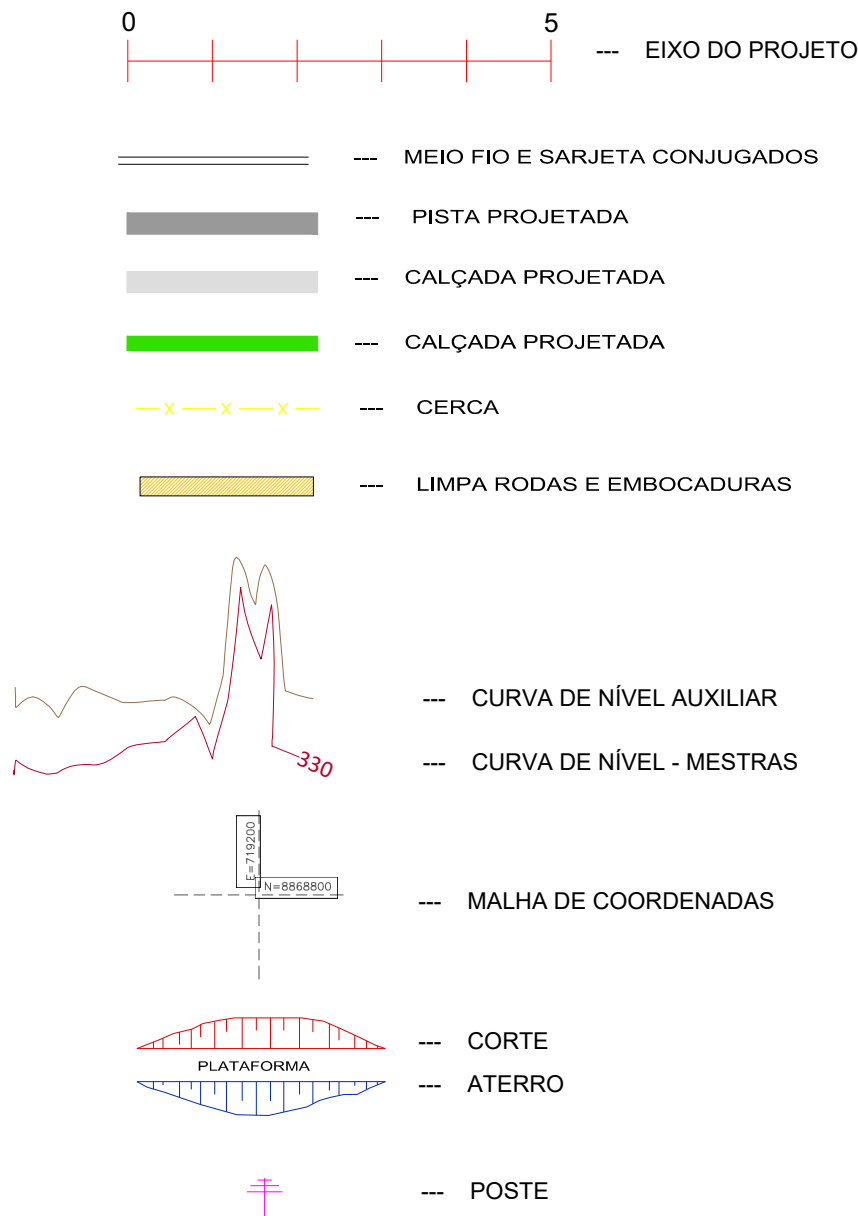 0 5
--- EIXO DO PROJETO
--- MEIO FIO E SARJETA CONJUGADOS
--- PISTA PROJETADA
--- CALÇADA PROJETADA
--- CALÇADA PROJETADA
X X X
--- CERCA
--- LIMPA RODAS E EMBOCADURAS
--- CURVA DE NÍVEL AUXILIAR
330
--- CURVA DE NÍVEL - MESTRAS
E=719200
N=8868800
--- MALHA DE COORDENADAS
--- CORTE
PLATAFORMA
--- ATERRO
--- POSTE